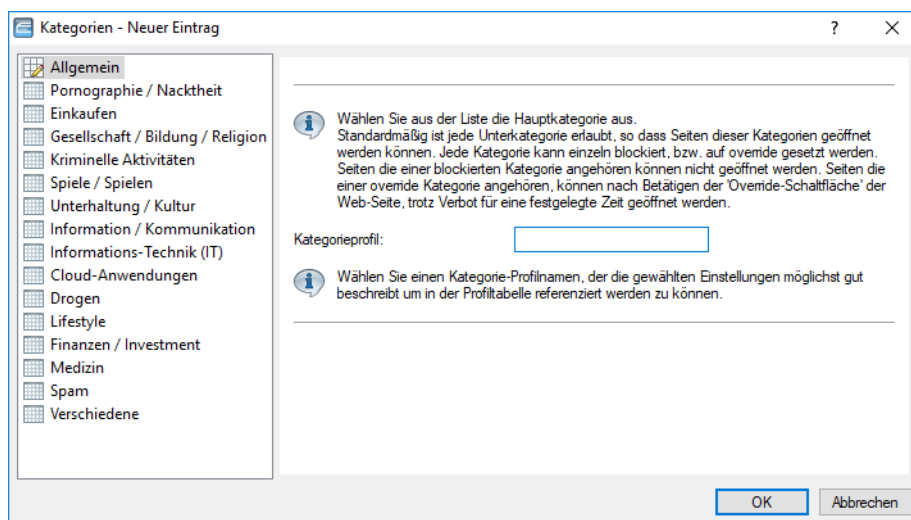 Kategorien - Neuer Eintrag
Allgemein
Pornographie / Nacktheit
Einkaufen
Gesellschaft / Bildung / Religion
Kriminelle Aktivitäten
Spiele / Spielen
Unterhaltung / Kultur
Information / Kommunikation
Informations-Technik (IT)
Cloud-Anwendungen
Drogen
Lifestyle
Finanzen / Investment
Medizin
Spam
Verschiedene
Wählen Sie aus der Liste die Hauptkategorie aus.
Standardmäßig ist jede Unterkategorie erlaubt, so dass Seiten dieser Kategorien geöffnet
werden können. Jede Kategorie kann einzeln blockiert, bzw. auf override gesetzt werden.
Seiten die einer blockierten Kategorie angehören können nicht geöffnet werden. Seiten die
einer override Kategorie angehören, können nach Betätigen der 'Override-Schaltfläche' der
Web-Seite, trotz Verbot für eine festgelegte Zeit geöffnet werden.
Kategorieprofil:
Wählen Sie einen Kategorie-Profilnamen, der die gewählten Einstellungen möglichst gut
beschreibt um in der Profiltabelle referenziert werden zu können.
OK
Abbrechen